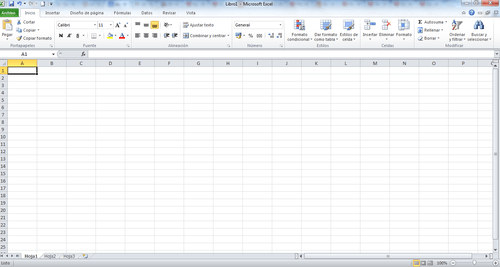 Libro1 - Microsoft Excel
Archivo Inicio Insertar Diseño de página Fórmulas Datos Revisar Vista
Cortar
Copiar
Copiar formato
Pegar
Portapapeles
Calibri 11
N K S
Fuente
Ajustar texto
Combinar y centrar
Alineación
General
% 000
Número
Formato condicional
Dar formato como tabla
Estilos de celda
Estilos
Insertar Eliminar Formato
Celdas
Σ Autosuma
Rellenar
Borrar
Ordenar y filtrar
Buscar y seleccionar
Modificar
A1 fx
A B C D E F G H I J K L M N O P
1
2
3
4
5
6
7
8
9
10
11
12
13
14
15
16
17
18
19
20
21
22
23
24
25
Hoja1 Hoja2 Hoja3
Listo 100%